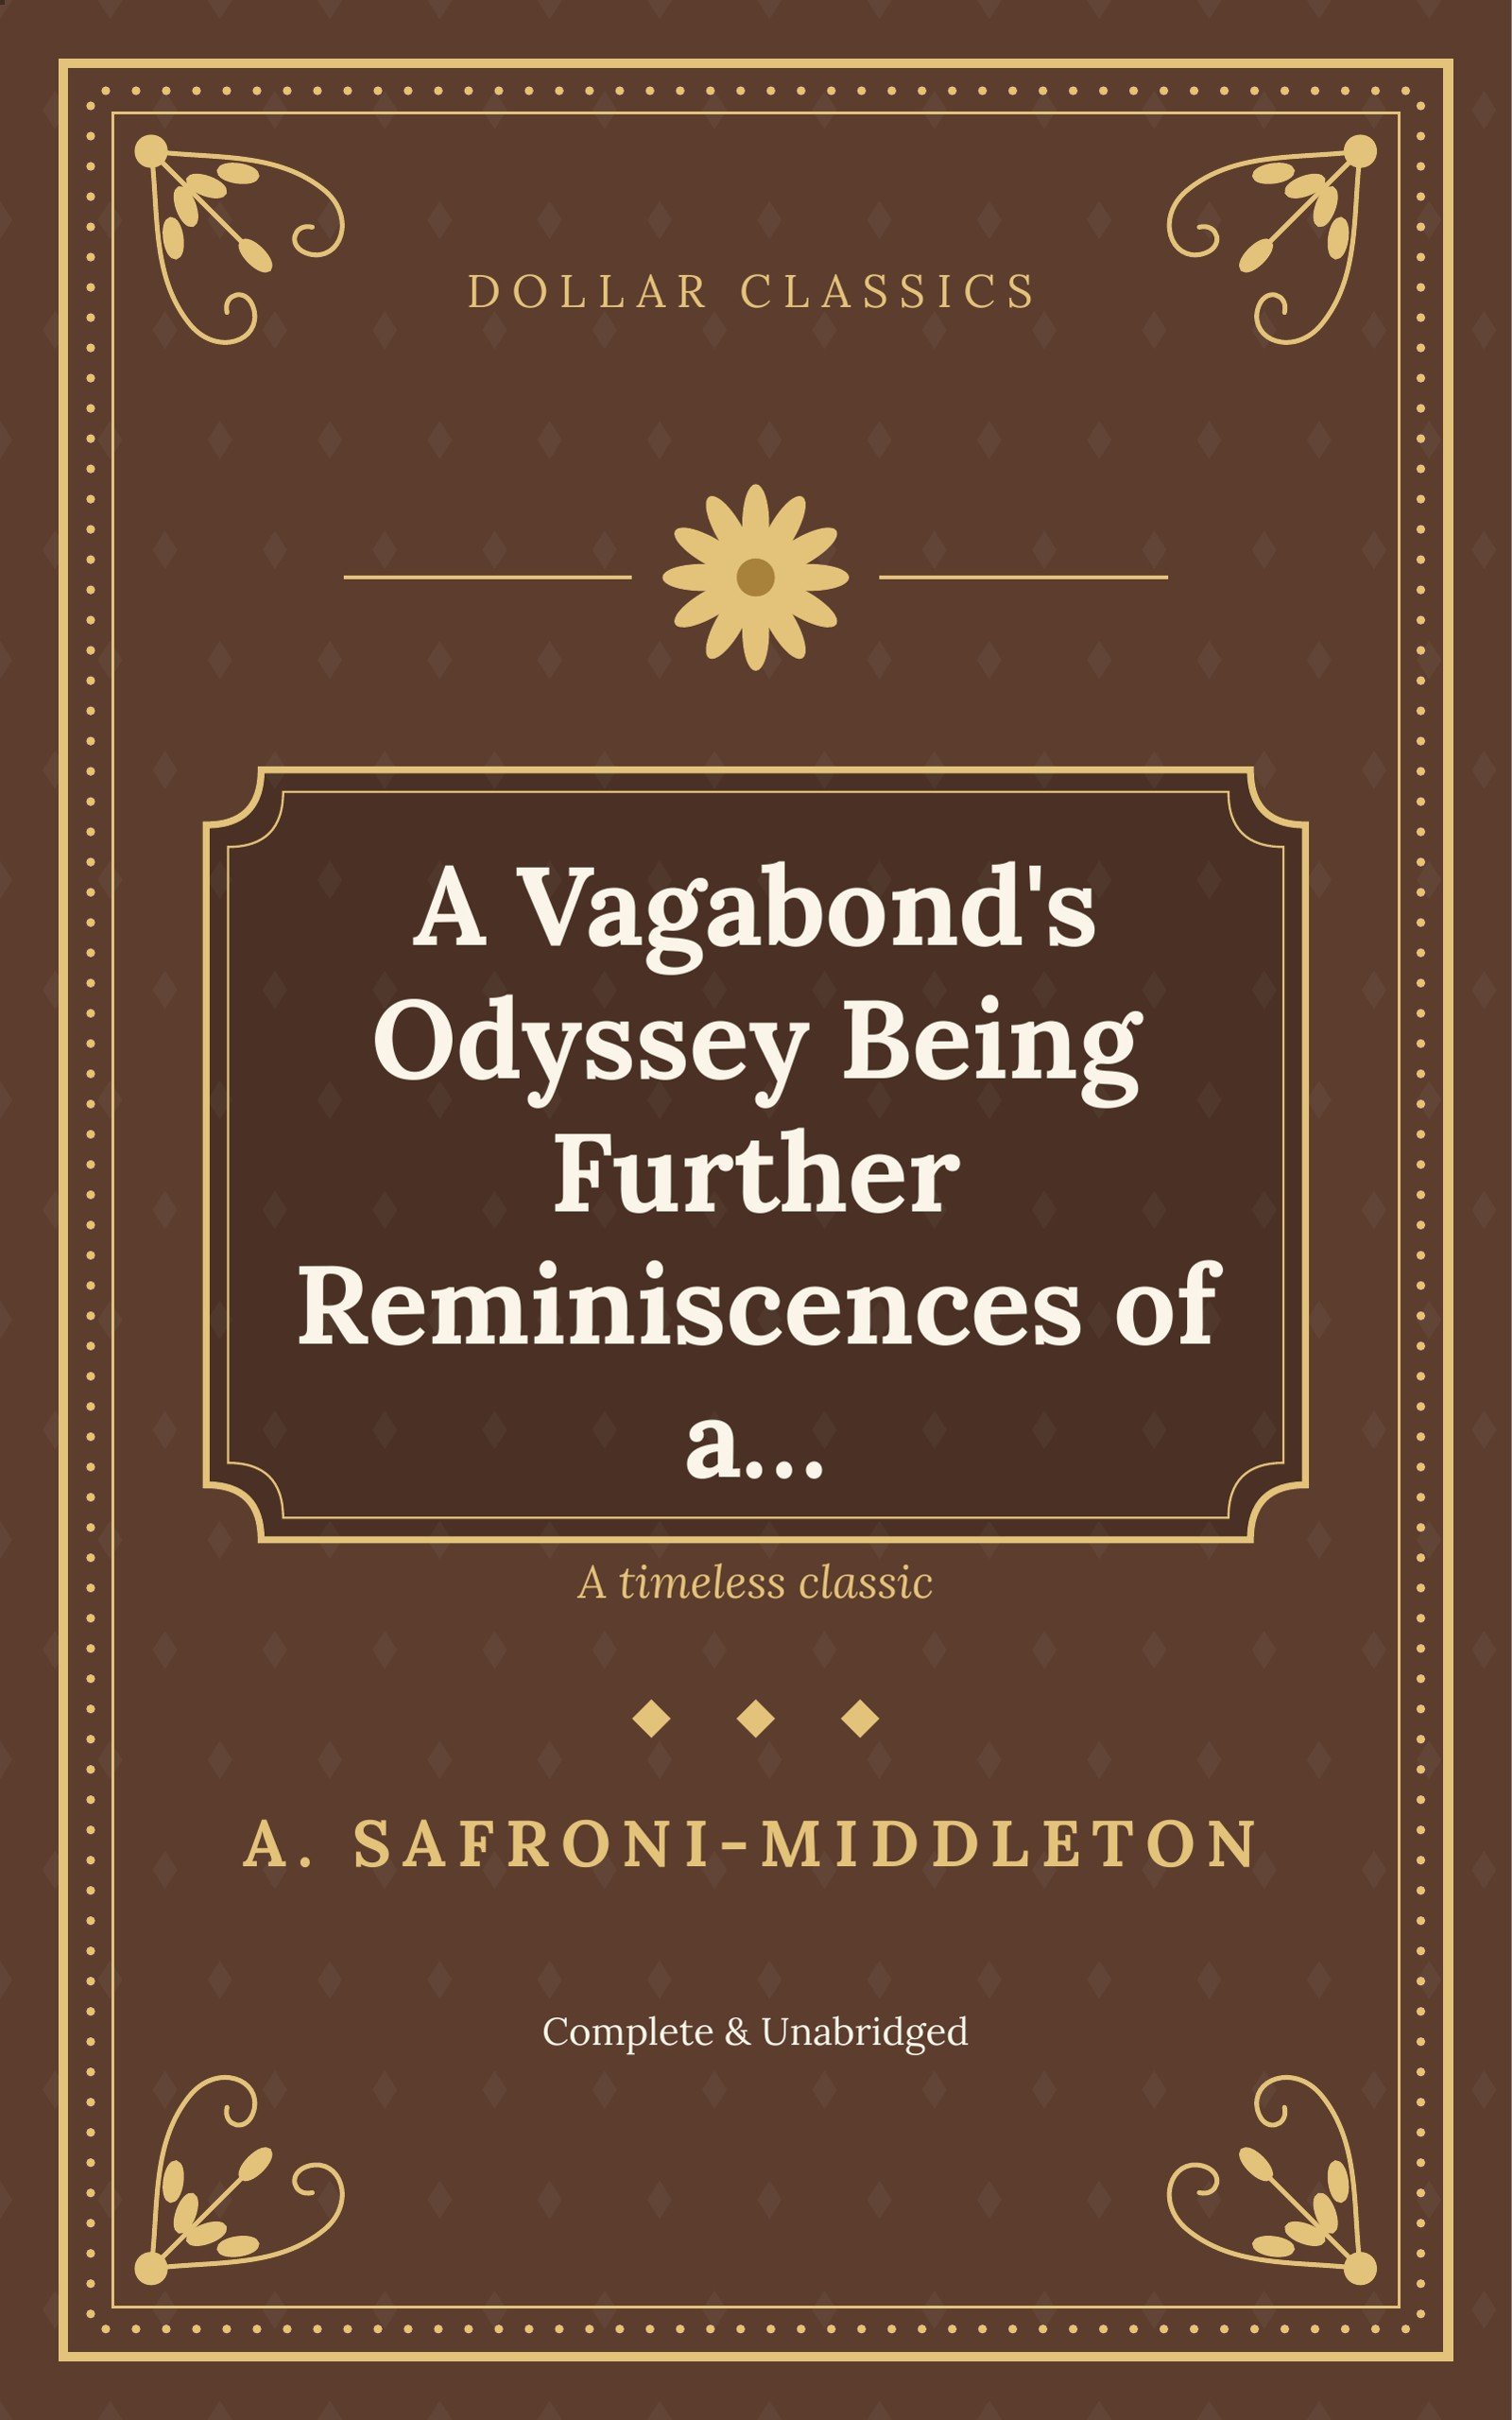 DOLLAR CLASSICS
A Vagabond's
Odyssey Being
Further
Reminiscences of
a...
A timeless classic
A. SAFRONI-MIDDLETON
Complete & Unabridged